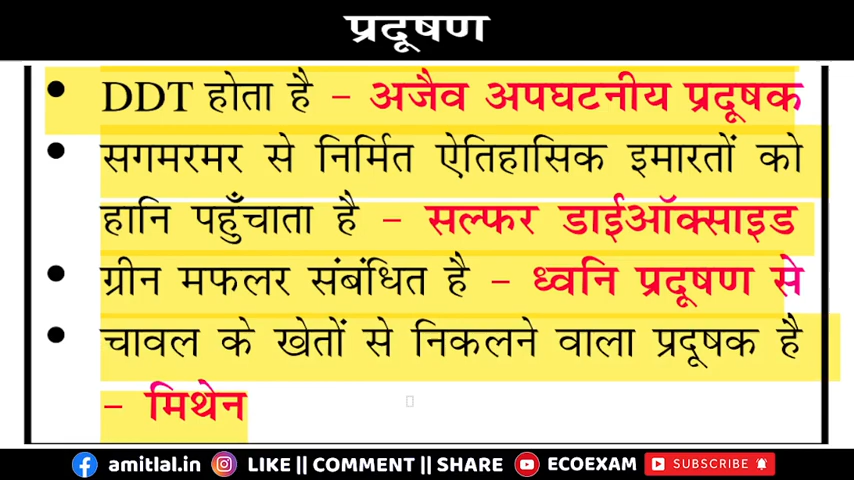 प्रदूषण
• DDT होता है – अजैव अपघटनीय प्रदूषक
• सगमरमर से निर्मित ऐतिहासिक इमारतों को
हानि पहुँचाता है – सल्फर डाईऑक्साइड
• ग्रीन मफलर संबंधित है – ध्वनि प्रदूषण से
• चावल के खेतों से निकलने वाला प्रदूषक है
– मिथेन
amitlal.in LIKE || COMMENT || SHARE ECOEXAM SUBSCRIBE